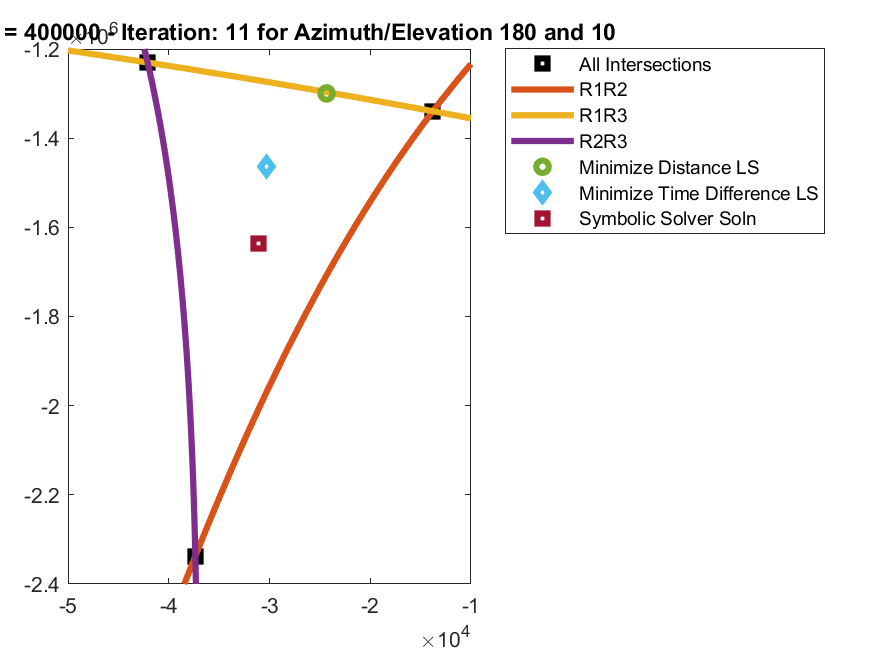 = 400000 - Iteration: 11 for Azimuth/Elevation 180 and 10
×10^6
-1.2
-1.4
-1.6
-1.8
-2
-2.2
-2.4
-5 -4 -3 -2 -1
×10^4
All Intersections
R1R2
R1R3
R2R3
Minimize Distance LS
Minimize Time Difference LS
Symbolic Solver Soln